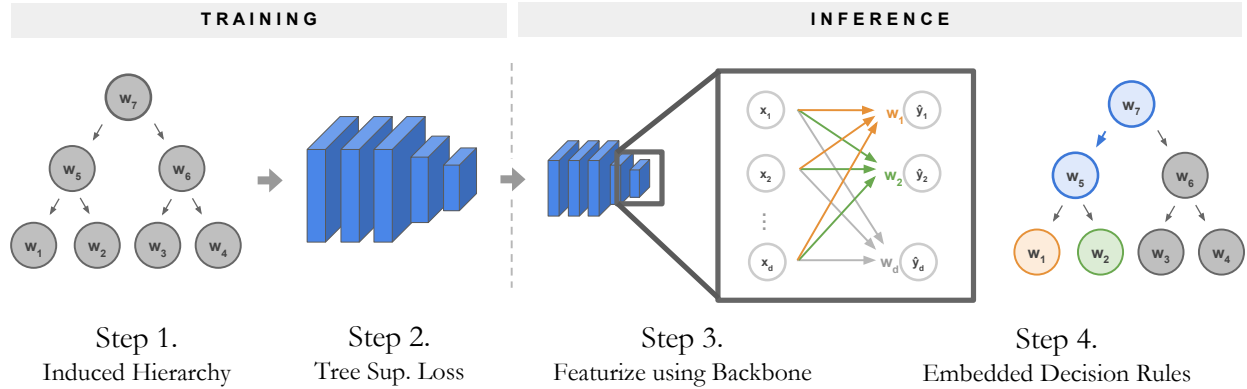 TRAINING
INFERENCE
w7
w5
w6
w1
w2
w3
w4
x1
x2
⋮
xd
w1
w2
wd
ŷ1
ŷ2
ŷd
w7
w5
w6
w1
w2
w3
w4
Step 1.
Induced Hierarchy
Step 2.
Tree Sup. Loss
Step 3.
Featurize using Backbone
Step 4.
Embedded Decision Rules